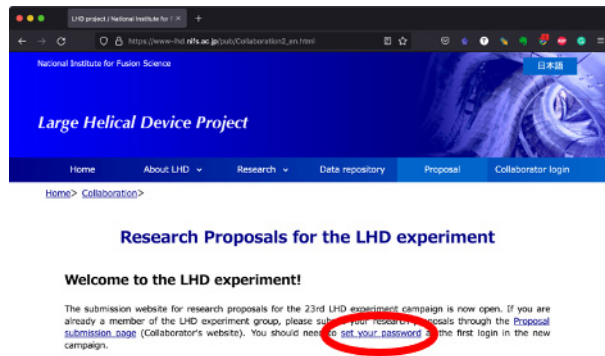 LHD project / National Institute for F
https://www-lhd.nifs.ac.jp/pub/Collaboration2_en.html
National Institute for Fusion Science
日本語
Large Helical Device Project
Home About LHD Research Data repository Proposal Collaborator login
Home> Collaboration>
Research Proposals for the LHD experiment
Welcome to the LHD experiment!
The submission website for research proposals for the 23rd LHD experiment campaign is now open. If you are
already a member of the LHD experiment group, please submit your research proposals through the Proposal
submission page (Collaborator's website). You should need to set your password at the first login in the new
campaign.